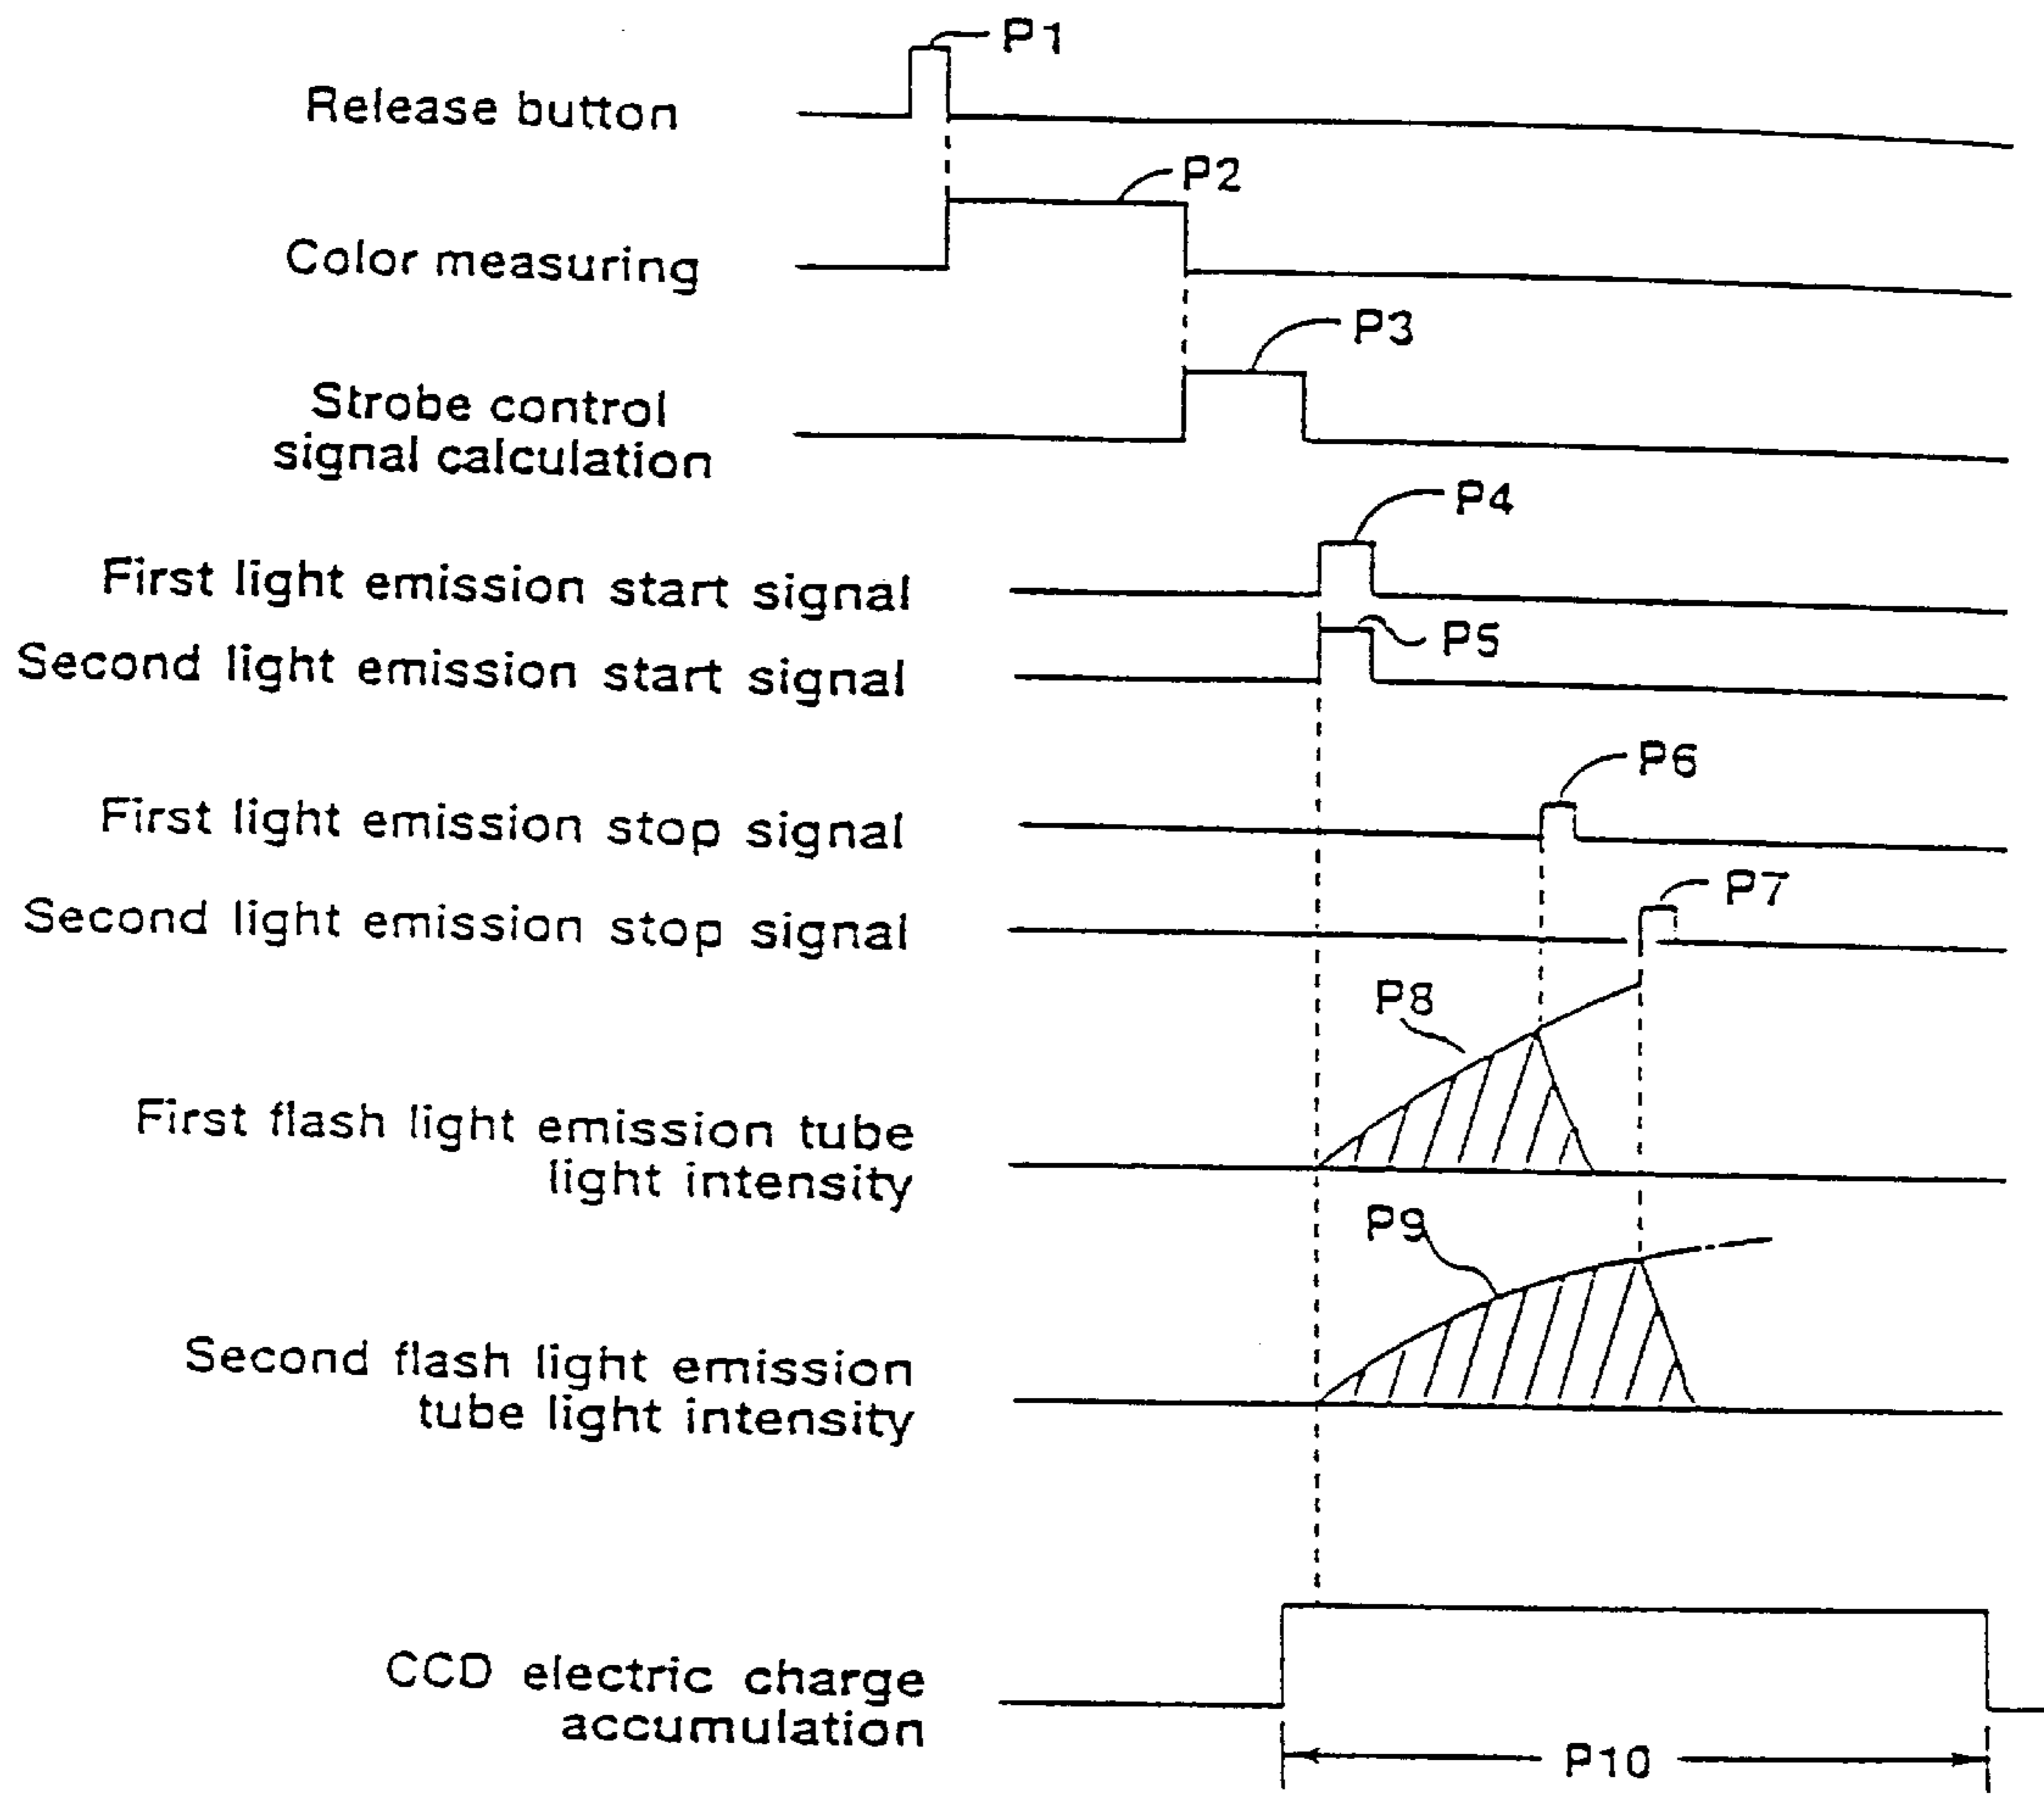 P1
Release button
P2
Color measuring
P3
Strobe control
signal calculation
P4
First light emission start signal
P5
Second light emission start signal
P6
First light emission stop signal
P7
Second light emission stop signal
P8
First flash light emission tube
light intensity
P9
Second flash light emission
tube light intensity
CCD electric charge
accumulation
P10